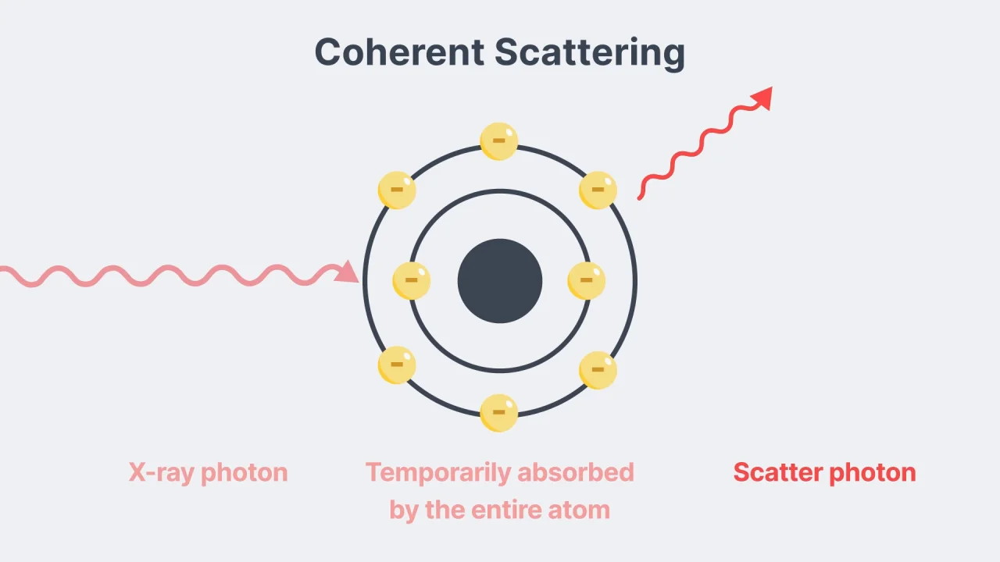 Coherent Scattering
-
-
-
-
-
-
-
-
X-ray photon
Temporarily absorbed
by the entire atom
Scatter photon